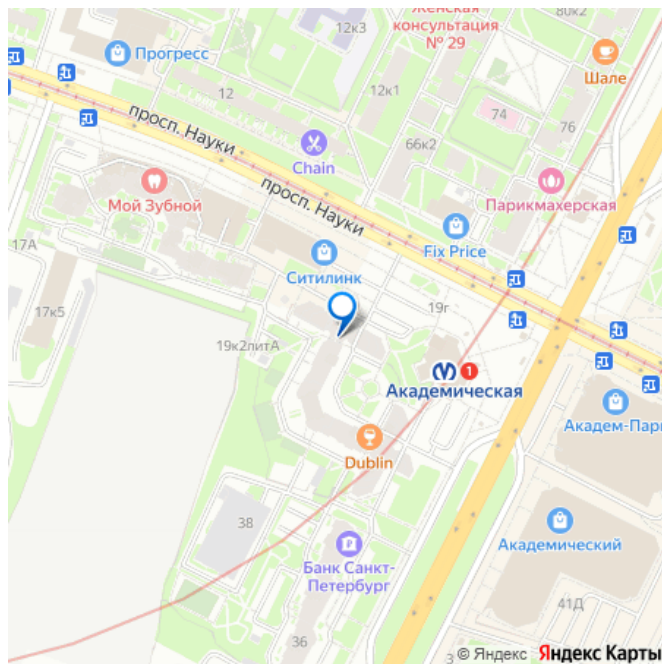 Женская
консультация
№ 29
80к2
12к3
Прогресс
Шале
12
12к1
74
76
просп. Науки
66к2
Chain
просп. Науки
Мой Зубной
Парикмахерская
17А
Fix Price
Ситилинк
17к5
19г
19к2литА
1
Академическая
Академ-Парк
Dublin
38
Академический
Банк Санкт-
Петербург
41Д
36
3
© Яндекс Яндекс Карты